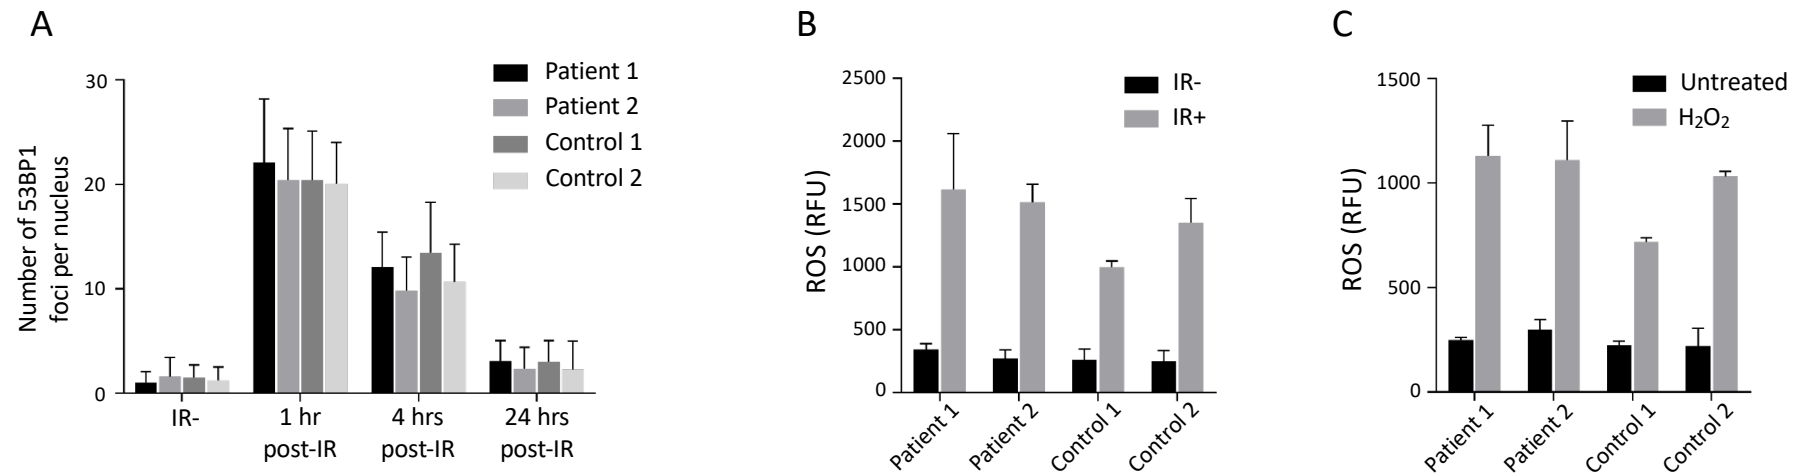 A
Number of 53BP1
foci per nucleus
30
20
10
0
IR-
1 hr
post-IR
4 hrs
post-IR
24 hrs
post-IR
Patient 1
Patient 2
Control 1
Control 2
B
ROS (RFU)
2500
2000
1500
1000
500
0
Patient 1
Patient 2
Control 1
Control 2
IR-
IR+
C
ROS (RFU)
1500
1000
500
0
Patient 1
Patient 2
Control 1
Control 2
Untreated
H₂O₂